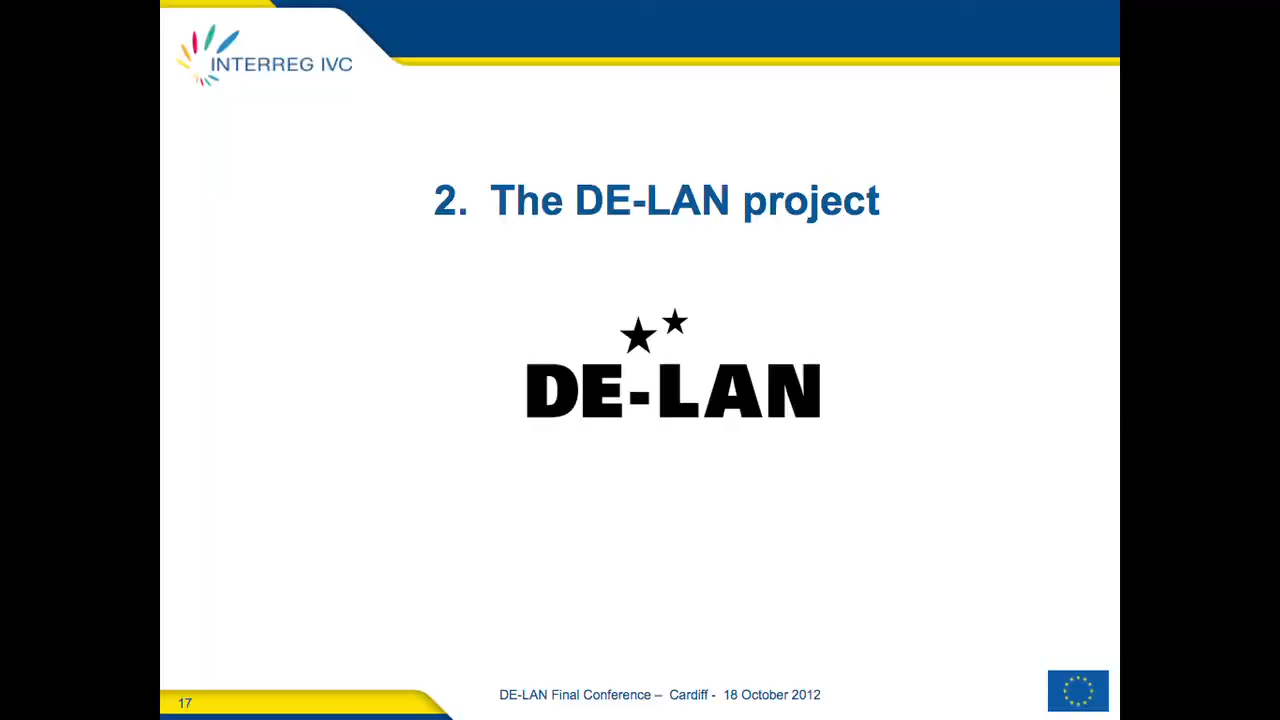 INTERREG IVC
2. The DE-LAN project
DE-LAN
17
DE-LAN Final Conference – Cardiff - 18 October 2012